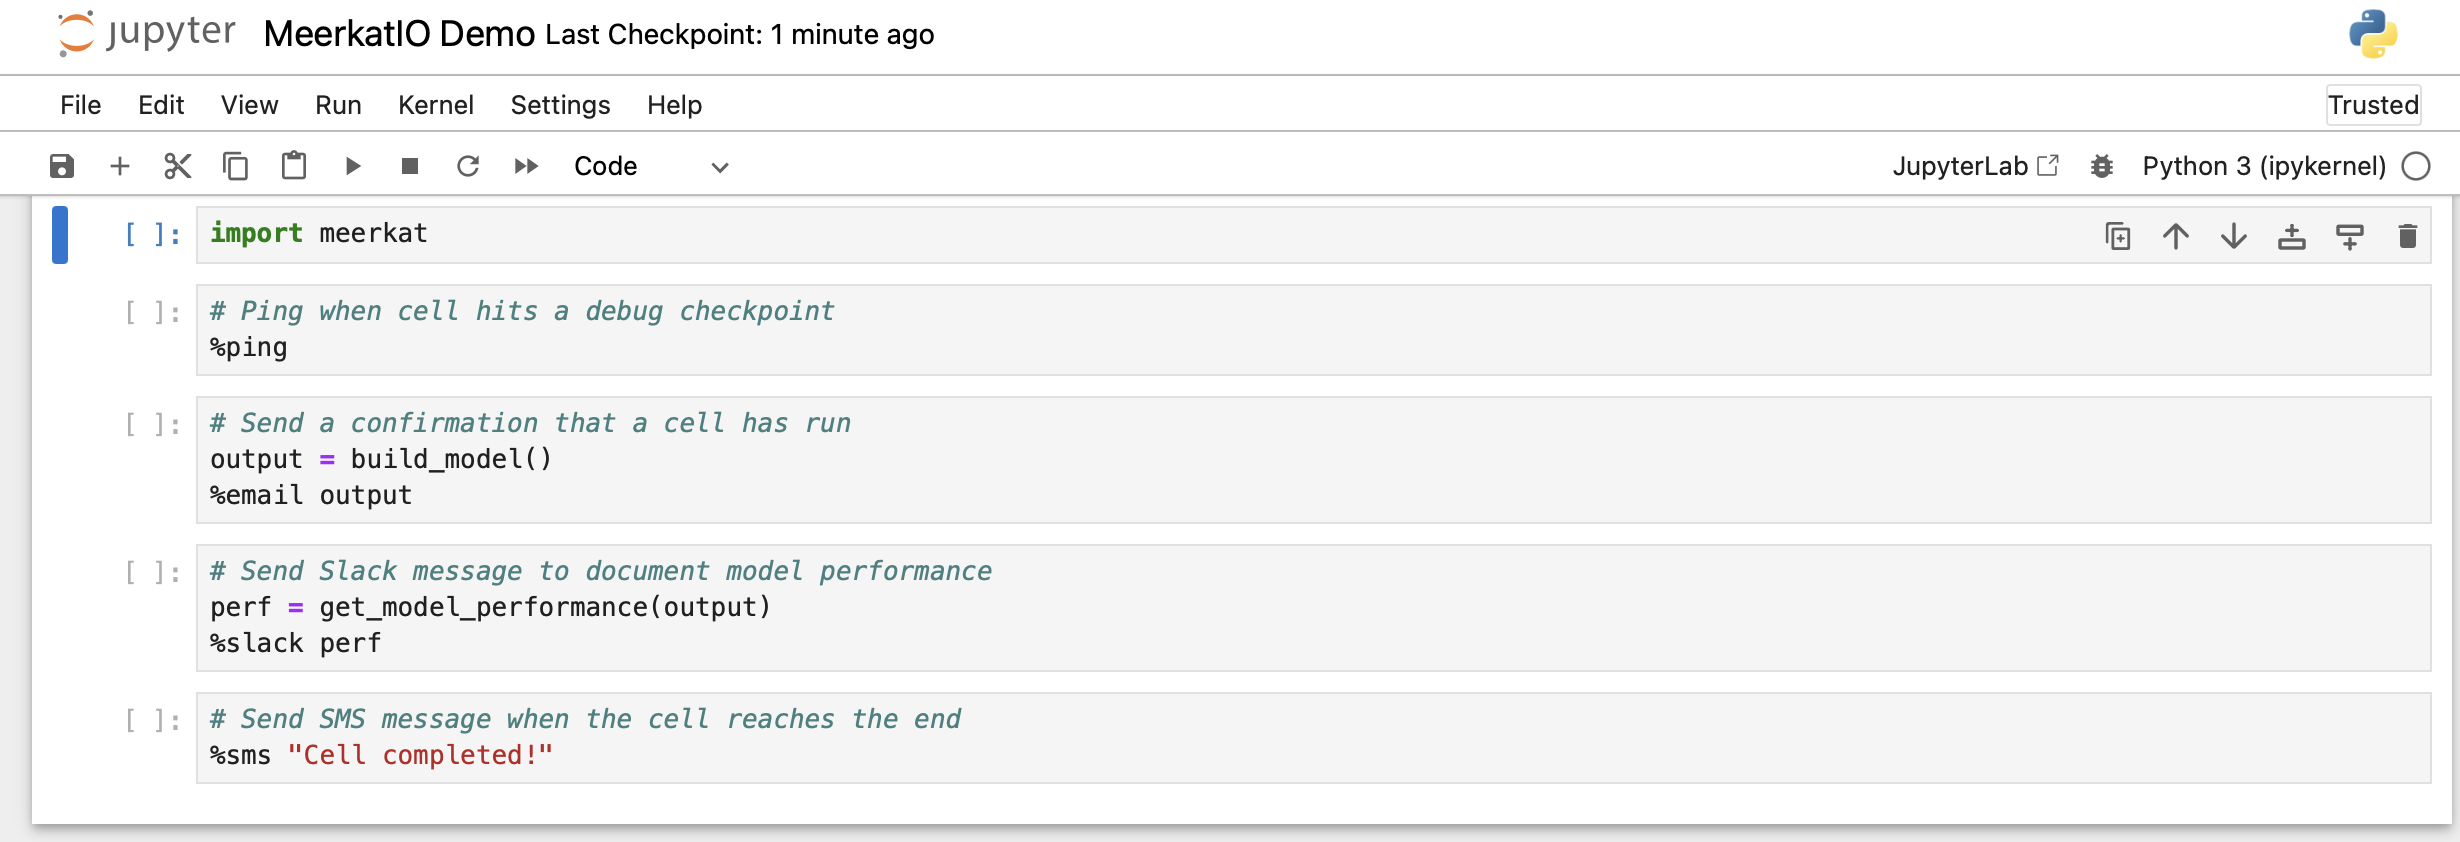 jupyter MeerkatIO Demo Last Checkpoint: 1 minute ago
File Edit View Run Kernel Settings Help Trusted
Code JupyterLab Python 3 (ipykernel)
[ ]: import meerkat
[ ]: # Ping when cell hits a debug checkpoint
%ping
[ ]: # Send a confirmation that a cell has run
output = build_model()
%email output
[ ]: # Send Slack message to document model performance
perf = get_model_performance(output)
%slack perf
[ ]: # Send SMS message when the cell reaches the end
%sms "Cell completed!"